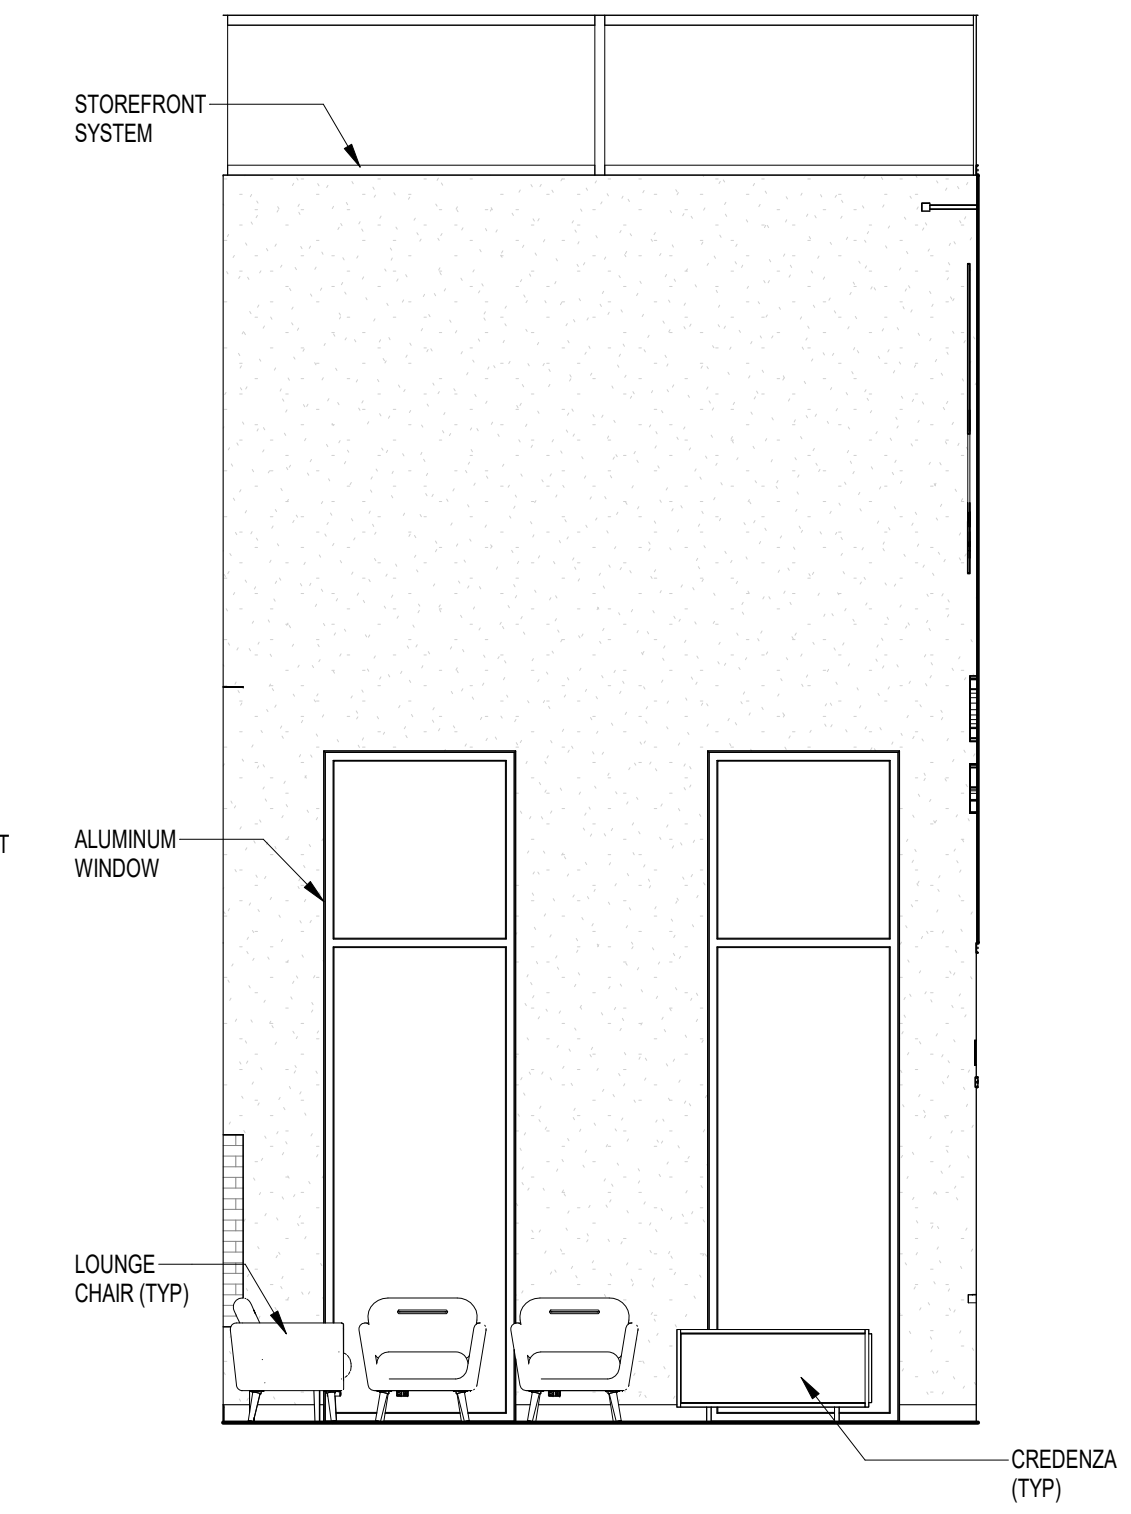 STOREFRONT
SYSTEM
ALUMINUM
WINDOW
T
LOUNGE
CHAIR (TYP)
CREDENZA
(TYP)